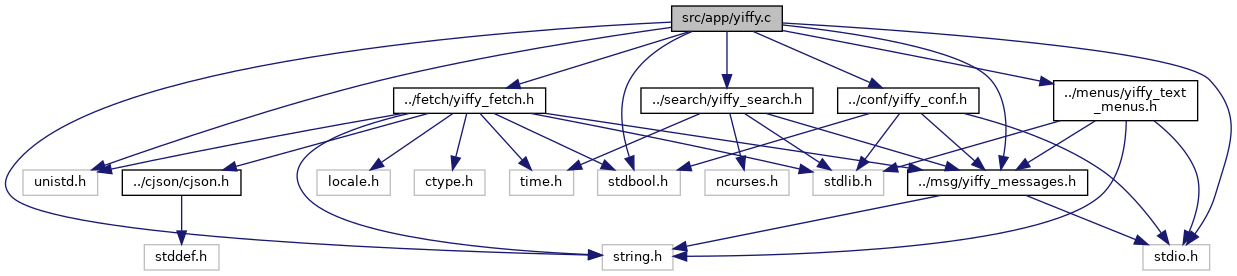 src/app/yiffy.c
../fetch/yiffy_fetch.h
../search/yiffy_search.h
../conf/yiffy_conf.h
../menus/yiffy_text
_menus.h
unistd.h
../cjson/cjson.h
locale.h
ctype.h
time.h
stdbool.h
ncurses.h
stdlib.h
../msg/yiffy_messages.h
stddef.h
string.h
stdio.h